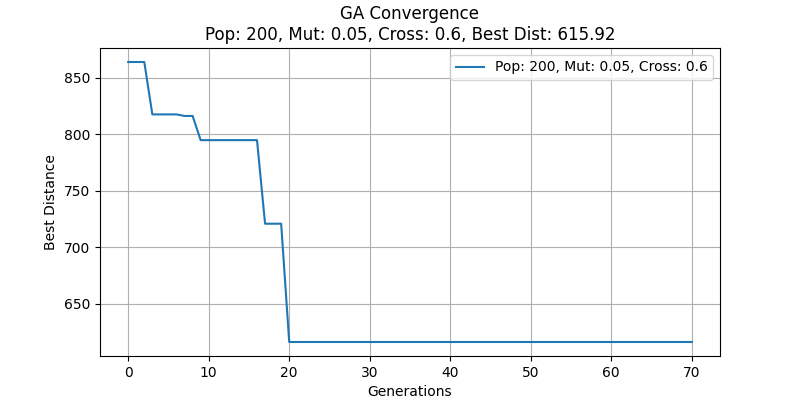 GA Convergence
Pop: 200, Mut: 0.05, Cross: 0.6, Best Dist: 615.92
Pop: 200, Mut: 0.05, Cross: 0.6
850
800
750
700
650
Best Distance
0 10 20 30 40 50 60 70
Generations